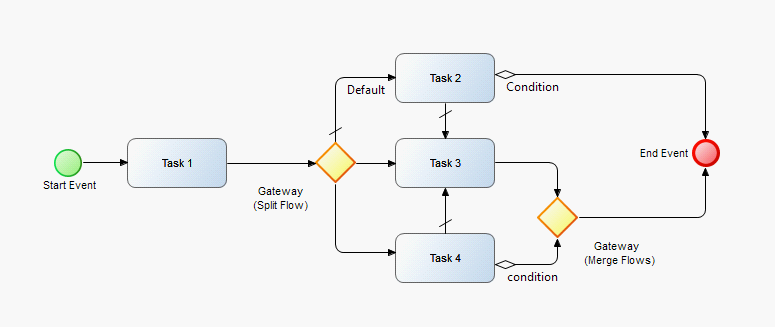 Task 2
Default
Condition
Start Event
Task 1
Gateway
(Split Flow)
Task 3
End Event
Gateway
(Merge Flows)
Task 4
condition